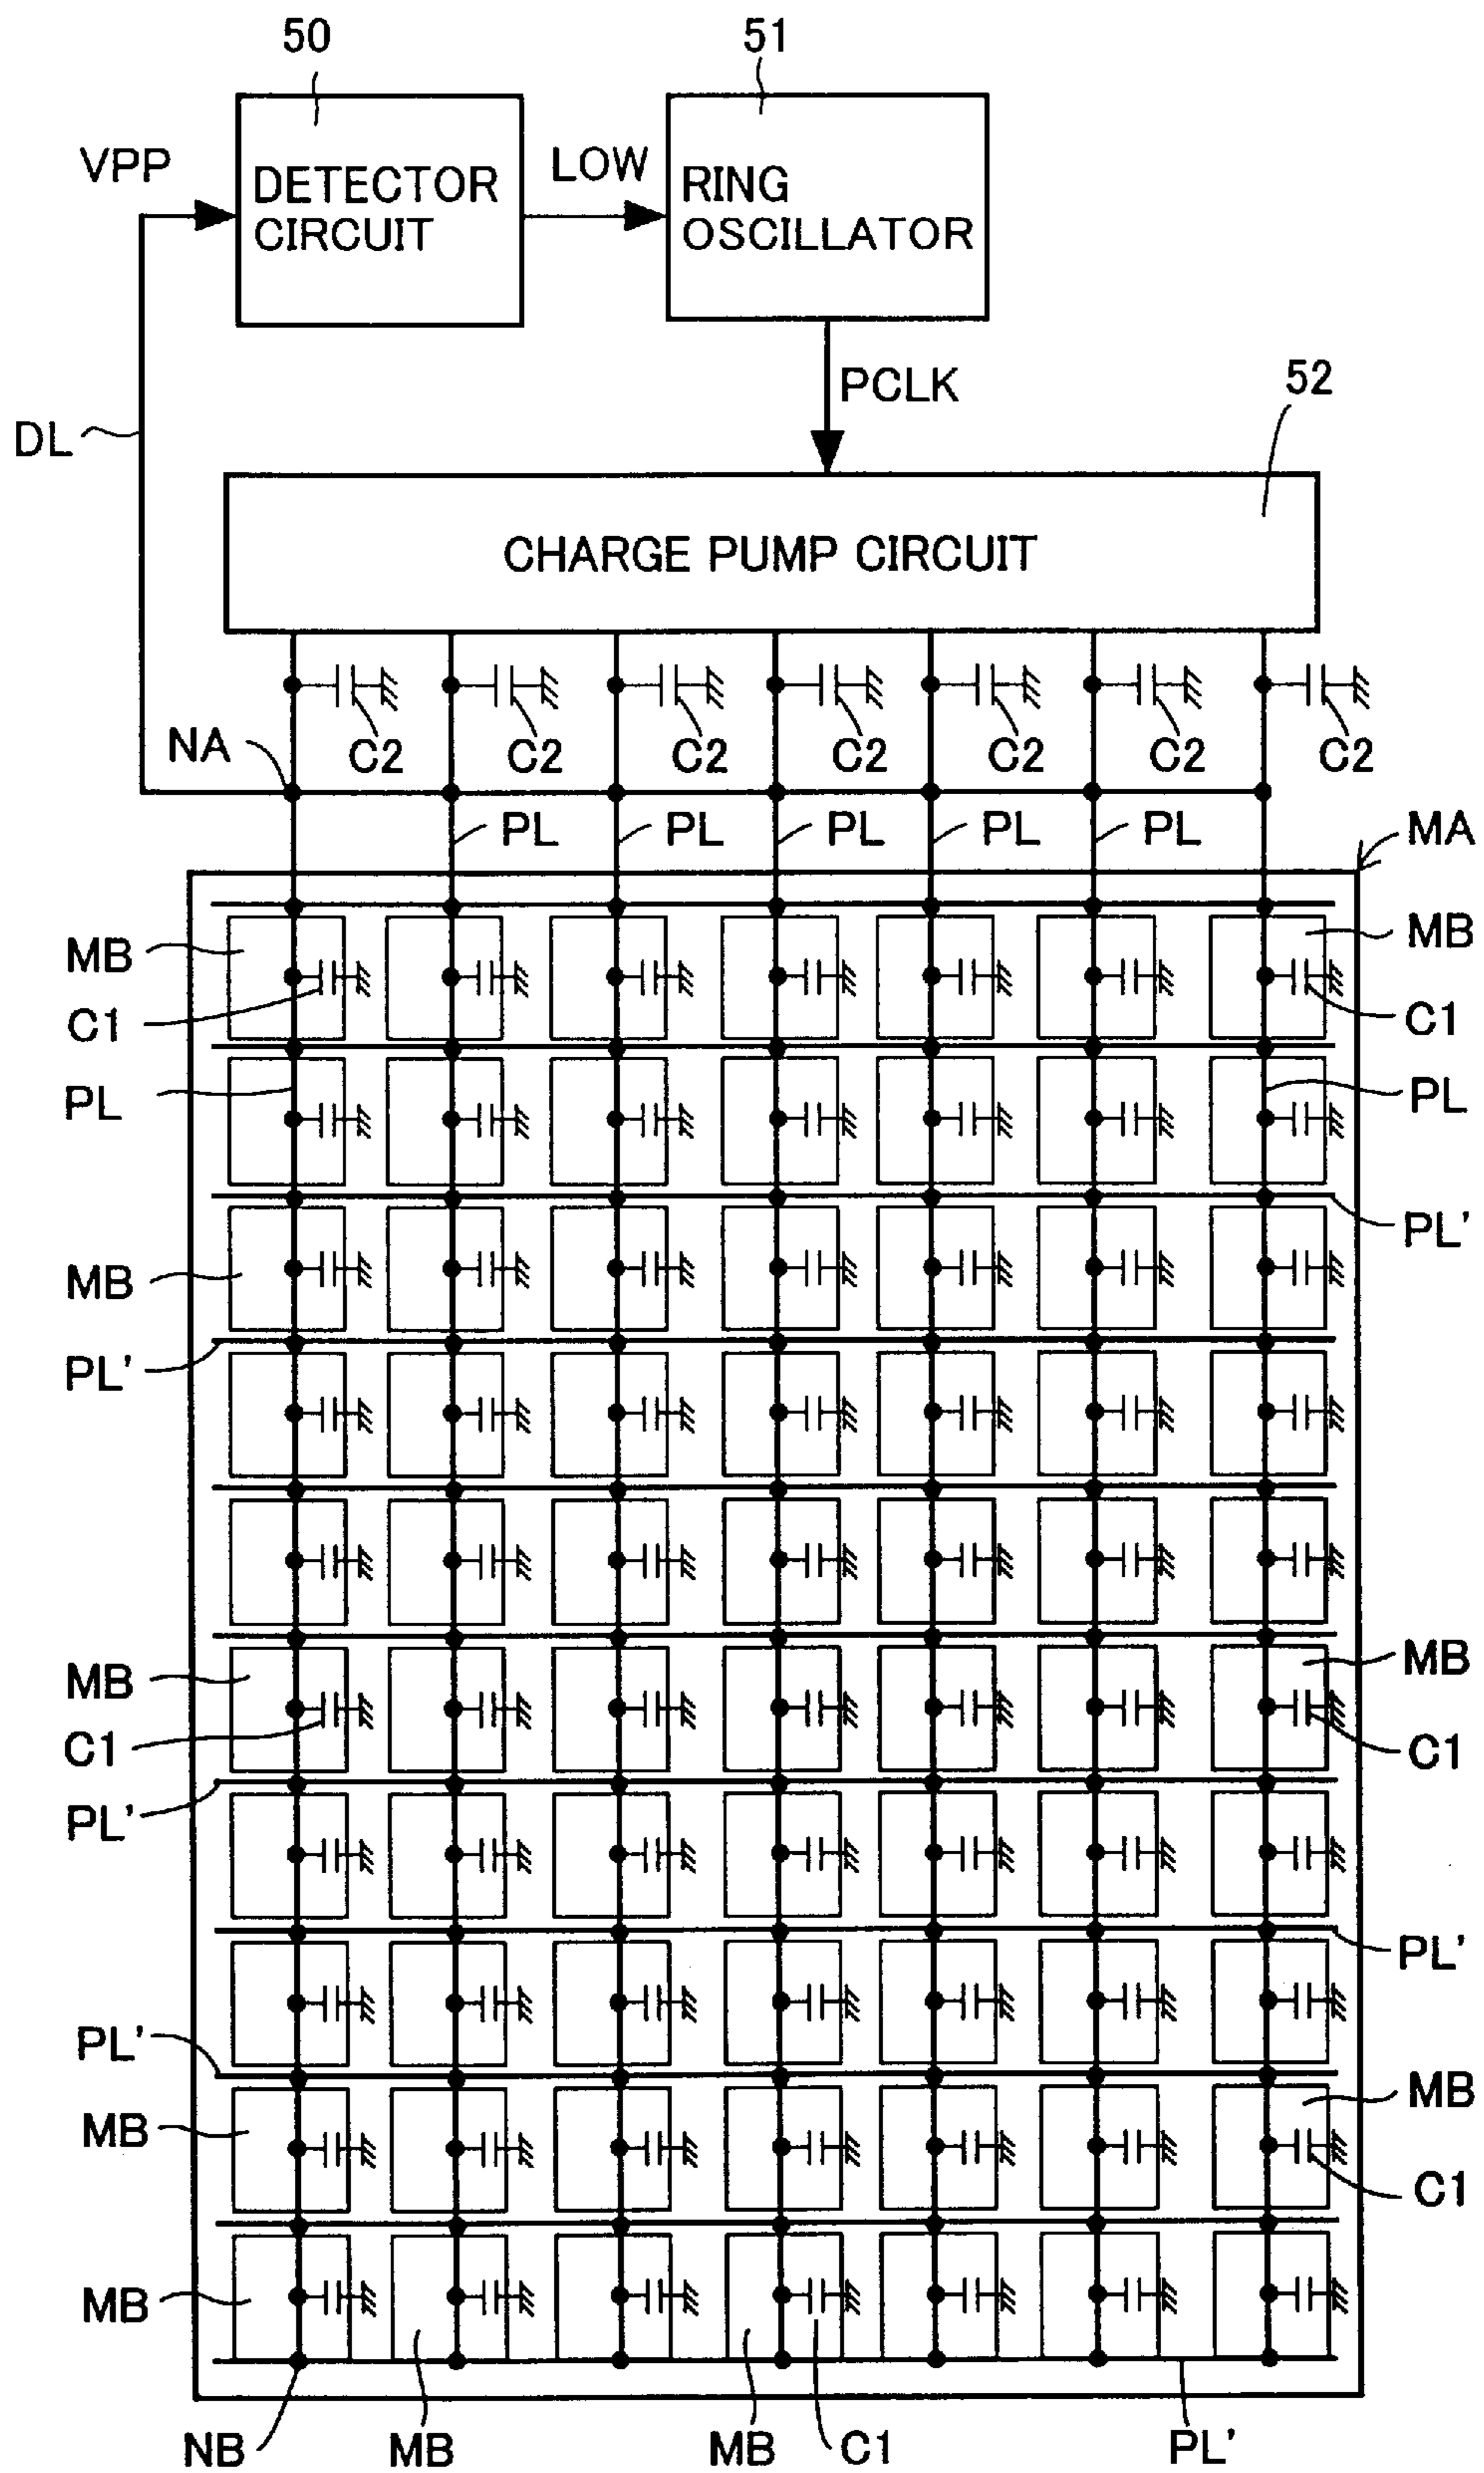 50
51
VPP
DETECTOR
CIRCUIT
LOW
RING
OSCILLATOR
PCLK
52
DL
CHARGE PUMP CIRCUIT
NA
C2 C2 C2 C2 C2 C2 C2
PL PL PL PL PL
MA
MB
MB
C1
C1
PL
PL
PL'
MB
PL'
MB
MB
C1
C1
PL'
PL'
PL'
MB
MB
C1
MB
NB MB MB C1 PL'